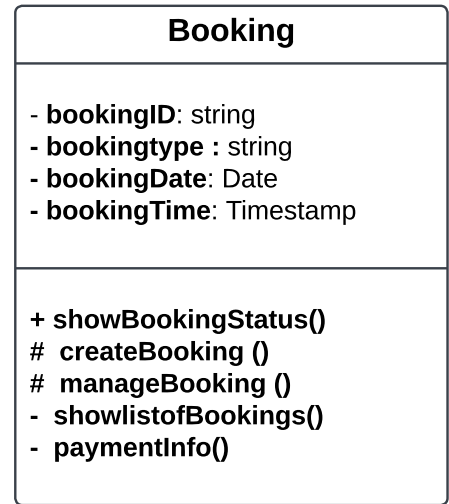 Booking
- bookingID: string
- bookingtype : string
- bookingDate: Date
- bookingTime: Timestamp
+ showBookingStatus()
# createBooking ()
# manageBooking ()
- showlistofBookings()
- paymentInfo()